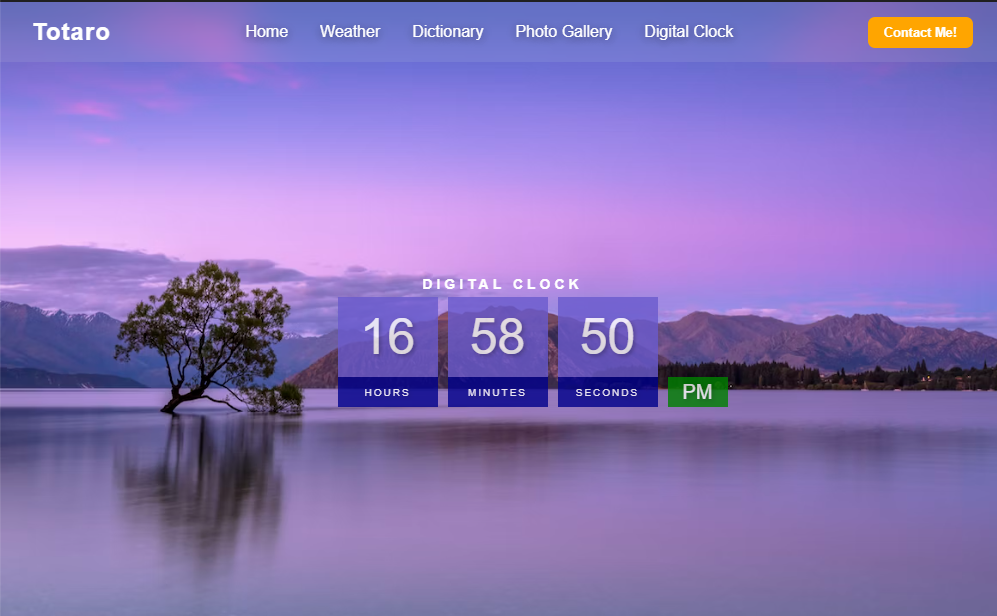 Totaro
Home Weather Dictionary Photo Gallery Digital Clock
Contact Me!
DIGITAL CLOCK
16 58 50
HOURS MINUTES SECONDS PM